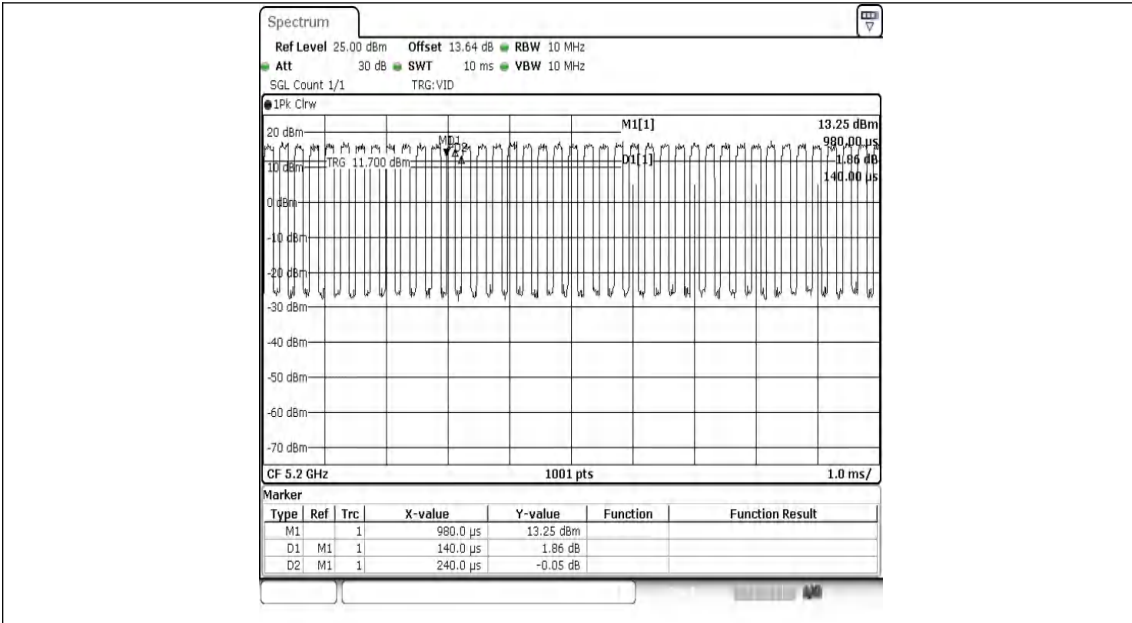 Spectrum
Ref Level 25.00 dBm Offset 13.64 dB RBW 10 MHz
Att 30 dB SWT 10 ms VBW 10 MHz
SGL Count 1/1 TRG:VID
1Pk Clrw
M1[1] 13.25 dBm
980.00 µs
D1[1] 1.86 dB
140.00 µs
20 dBm
TRG 11.700 dBm
10 dBm
0 dBm
-10 dBm
-20 dBm
-30 dBm
-40 dBm
-50 dBm
-60 dBm
-70 dBm
CF 5.2 GHz 1001 pts 1.0 ms/
Marker
Type Ref Trc X-value Y-value Function Function Result
M1 1 980.0 µs 13.25 dBm
D1 M1 1 140.0 µs 1.86 dB
D2 M1 1 240.0 µs -0.05 dB